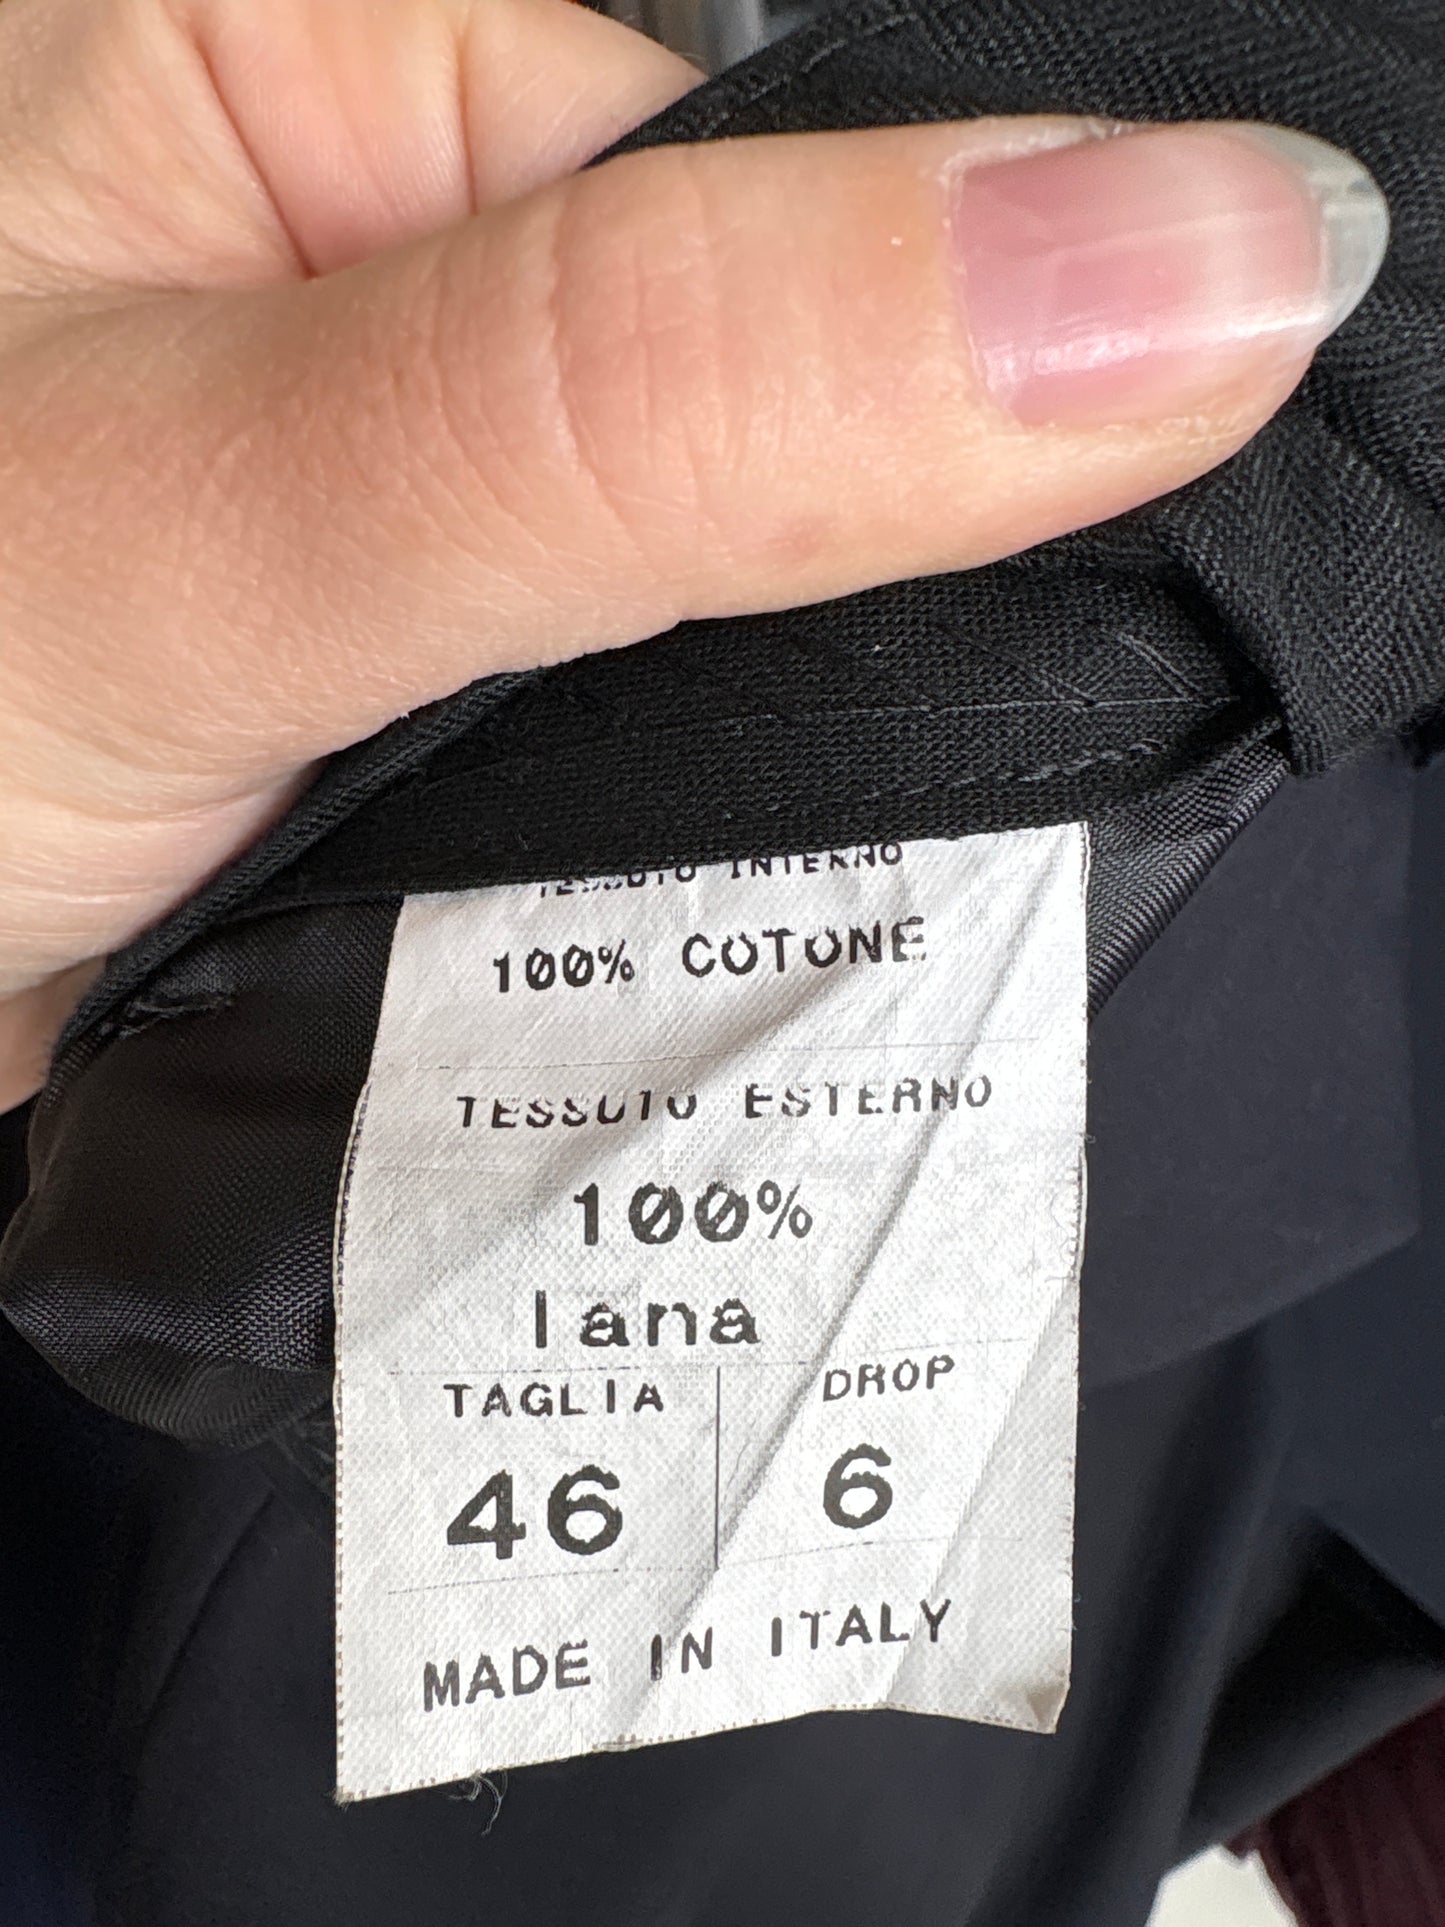 TESSUTO INTERNO
100% COTONE
TESSUTO ESTERNO
100%
lana
TAGLIA DROP
46 6
MADE IN ITALY